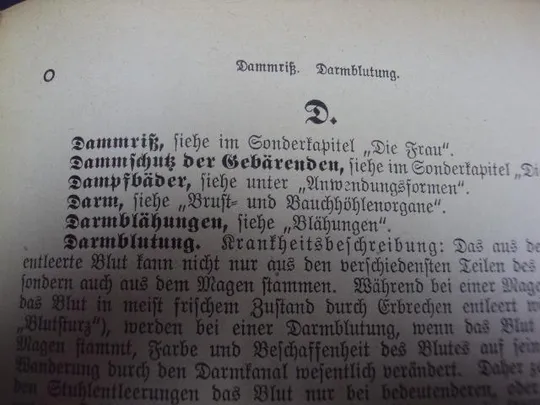 0
Dammriß. Darmblutung.
D.
Dammriß, siehe im Sonderkapitel „Die Frau“.
Dammschutz der Gebärenden, siehe im Sonderkapitel „Di
Dampfbäder, siehe unter „Anwendungsformen“.
Darm, siehe „Brust- und Bauchhöhlenorgane“.
Darmblähungen, siehe „Blähungen“.
Darmblutung. Krankheitsbeschreibung: Das aus de
entleerte Blut kann nicht nur aus den verschiedensten Teilen des
sondern auch aus dem Magen stammen. Während bei einer Mage
das Blut in meist frischem Zustand durch Erbrechen entleert w
„Blutsturz“), werden bei einer Darmblutung, wenn das Blut
Magen stammt, Farbe und Beschaffenheit des Blutes auf sein
Wanderung durch den Darmkanal wesentlich verändert. Daher z
den Stuhlentleerungen das Blut nur bei bedeutenderen, oder